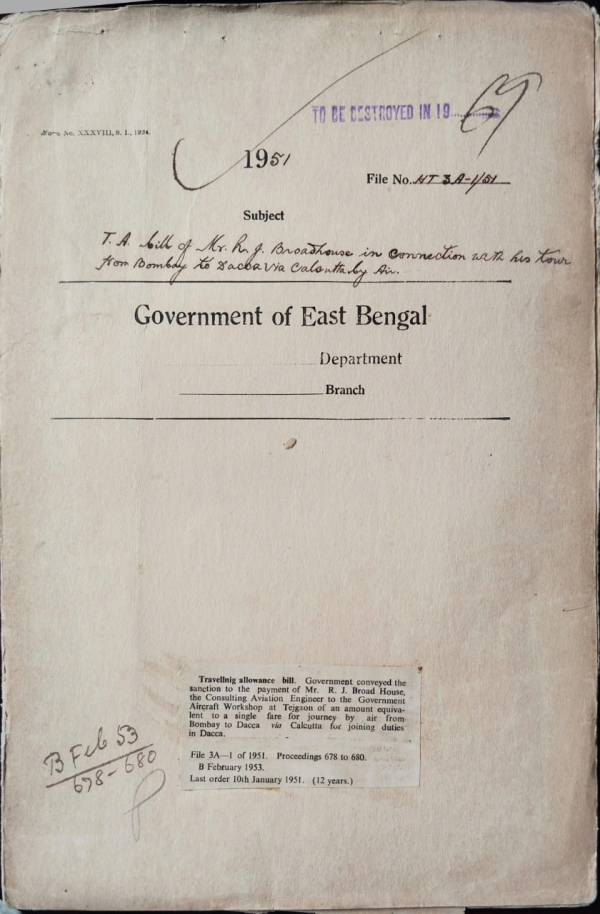 TO BE DESTROYED IN 19
Form No. XXXVIII, S. I., 1924.
1951
File No. HT 3A-1/51
Subject
T. A. bill of Mr. R. J. Broadhouse in connection with his tour
from Bombay to Dacca via Calcutta by Air.
Government of East Bengal
Department
Branch
Travellnig allowance bill. Government conveyed the
sanction to the payment of Mr. R. J. Broad House,
the Consulting Aviation Engineer to the Government
Aircraft Workshop at Tejgaon of an amount equiva-
lent to a single fare for journey by air from
Bombay to Dacca via Calcutta for joining duties
in Dacca.
File 3A—1 of 1951. Proceedings 678 to 680.
B February 1953.
Last order 10th January 1951. (12 years.)
B Feb 53
678-680